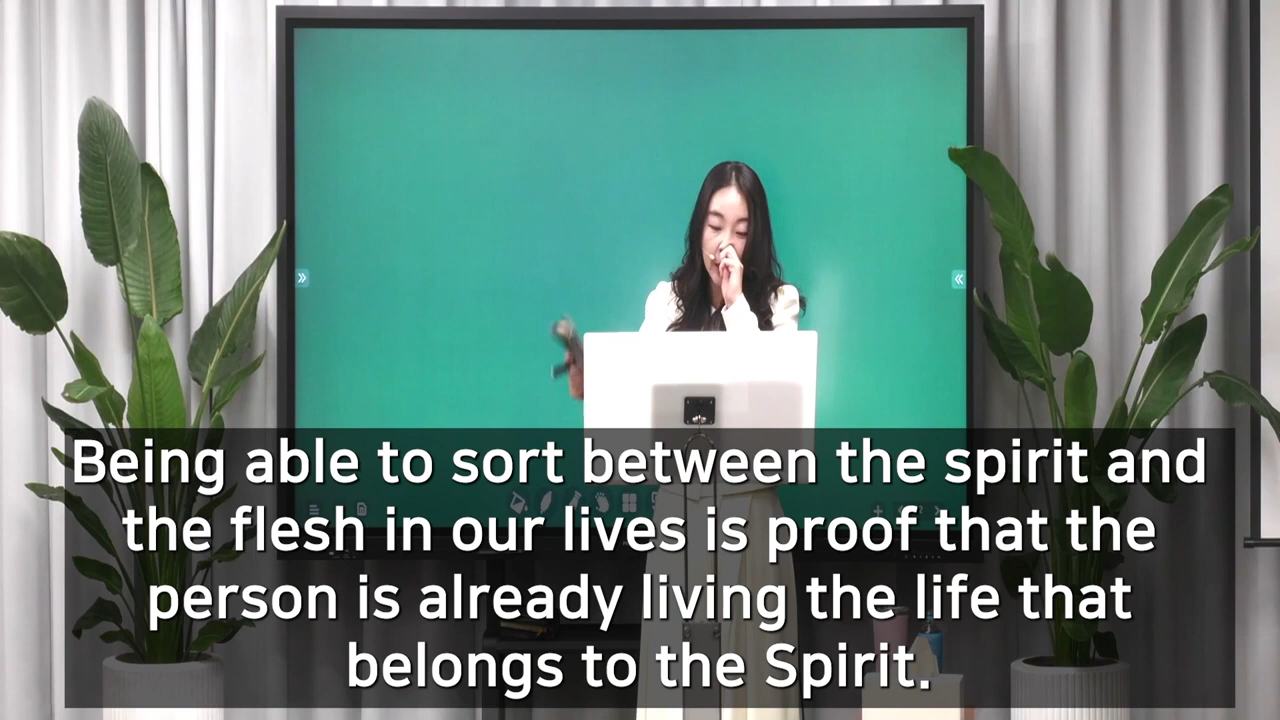 Being able to sort between the spirit and
the flesh in our lives is proof that the
person is already living the life that
belongs to the Spirit.